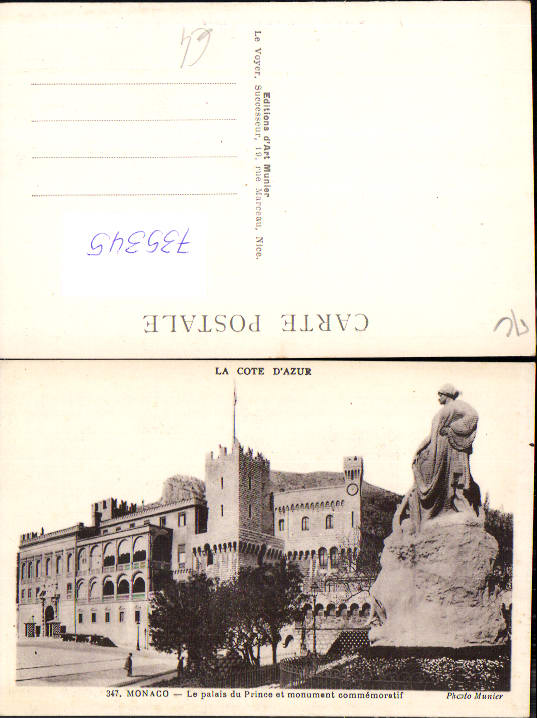 Editions d'Art Munier
Le Voyer, Successeur, 19, rue Marceau, Nice.
735345
CARTE POSTALE
LA COTE D'AZUR
347. MONACO — Le palais du Prince et monument commémoratif
Photo Munier